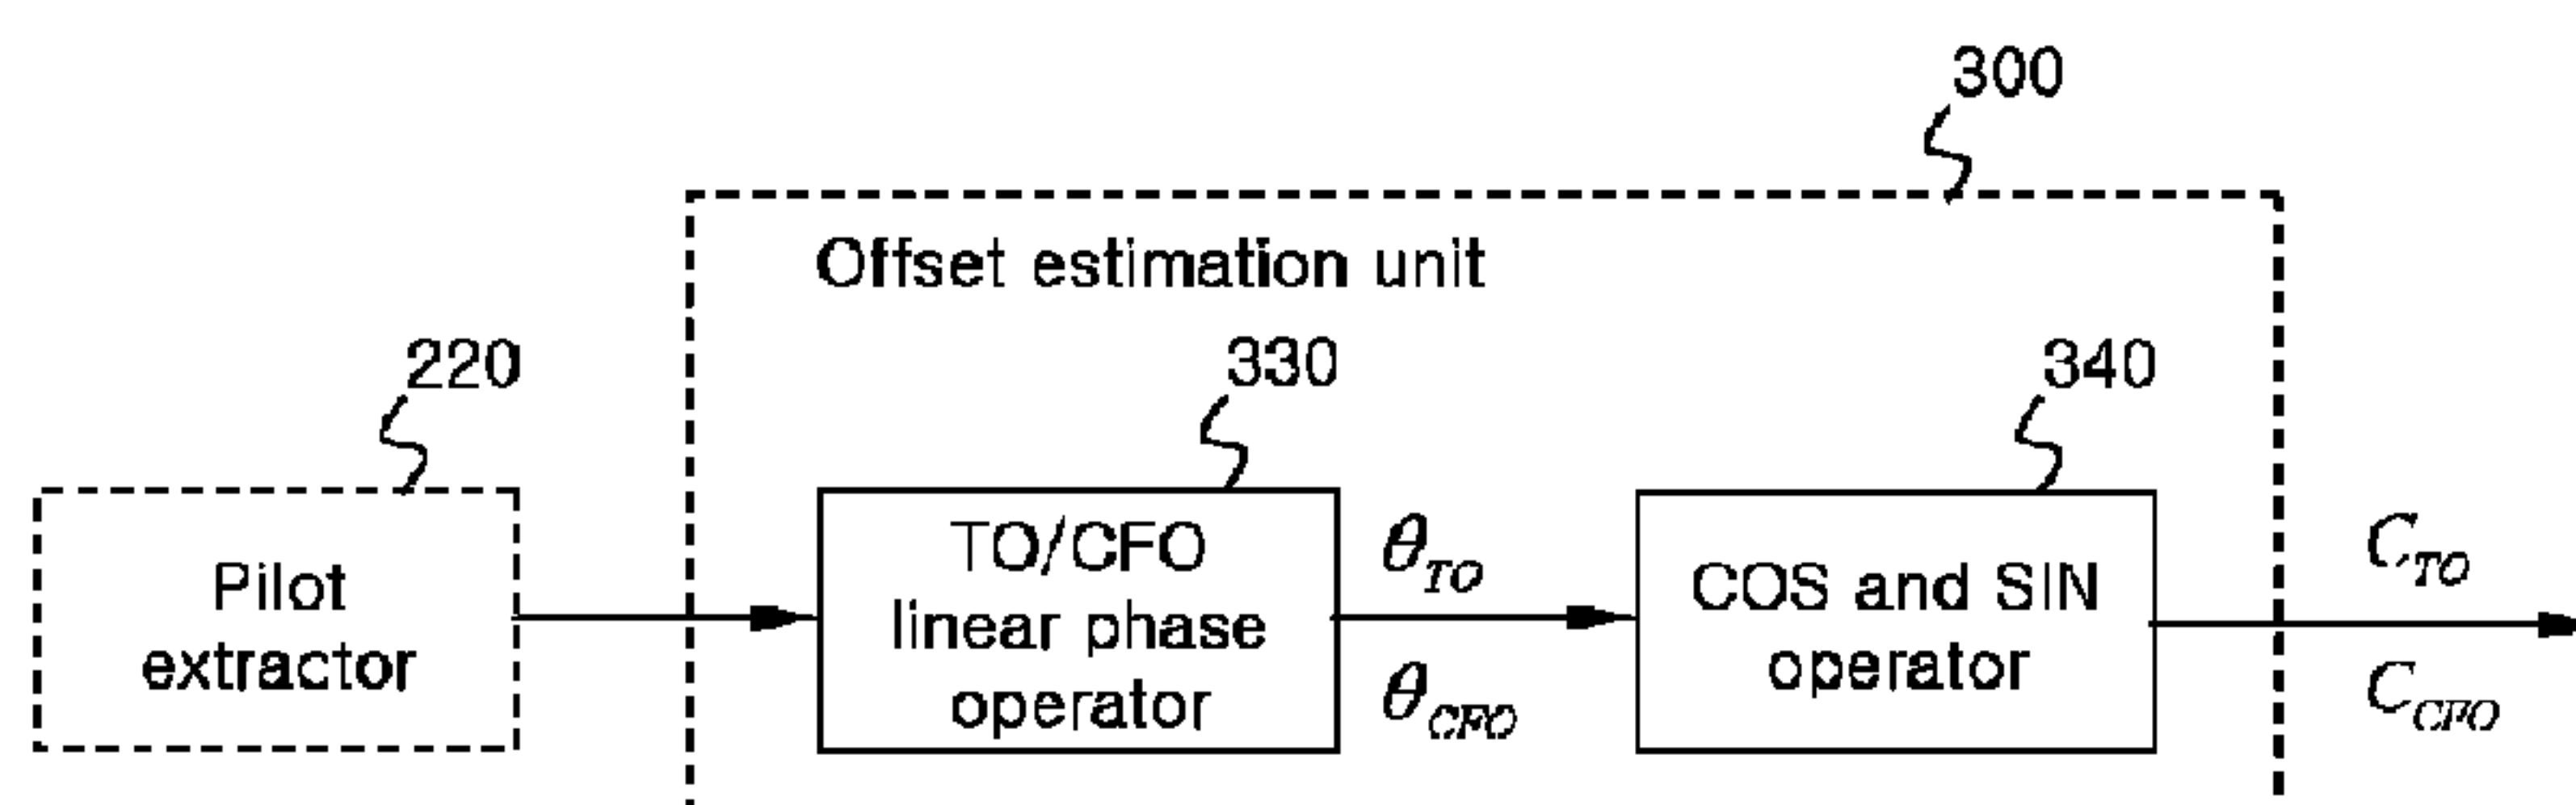 300
Offset estimation unit
220
330
340
Pilot
extractor
TO/CFO
linear phase
operator
θ_TO
θ_CFO
COS and SIN
operator
C_TO
C_CFO